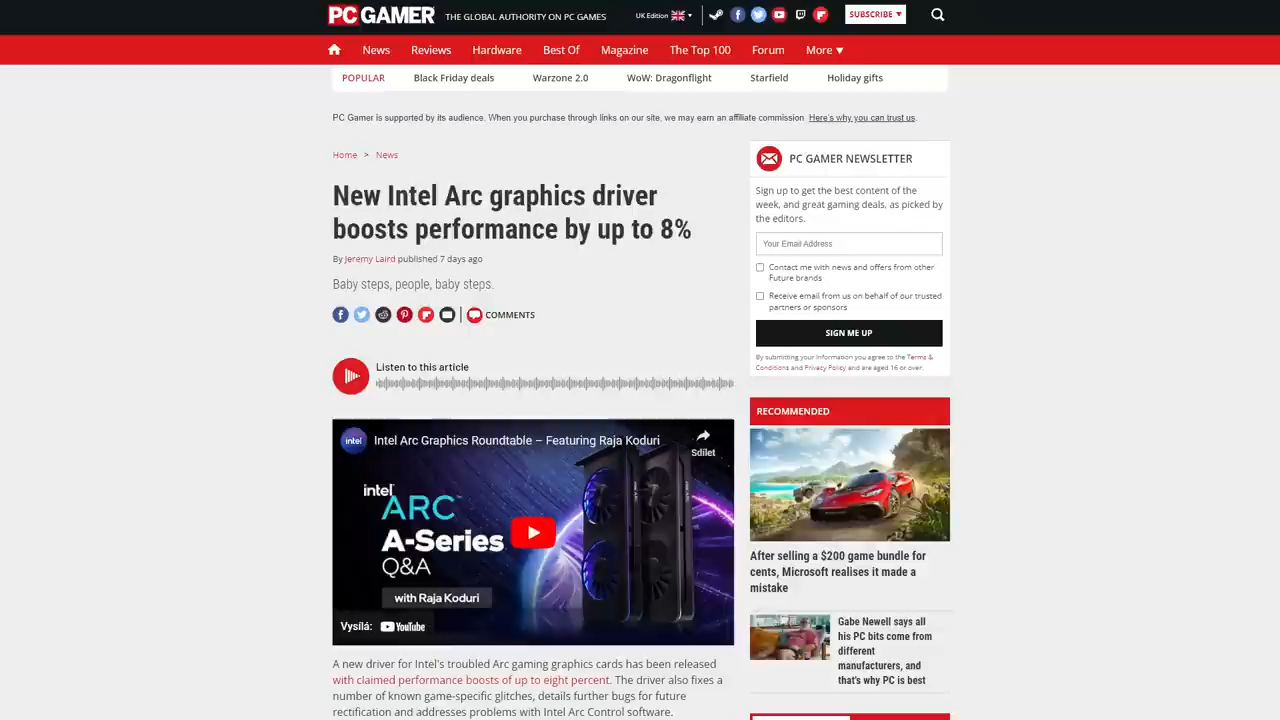 PC GAMER THE GLOBAL AUTHORITY ON PC GAMES UK Edition SUBSCRIBE
News Reviews Hardware Best Of Magazine The Top 100 Forum More
POPULAR Black Friday deals Warzone 2.0 WoW: Dragonflight Starfield Holiday gifts
PC Gamer is supported by its audience. When you purchase through links on our site, we may earn an affiliate commission Here's why you can trust us.
Home > News
New Intel Arc graphics driver
boosts performance by up to 8%
By Jeremy Laird published 7 days ago
Baby steps, people, baby steps.
COMMENTS
Listen to this article
intel Intel Arc Graphics Roundtable – Featuring Raja Koduri
Sdílet
intel
ARC
A-Series
Q&A
with Raja Koduri
Vysílá: YouTube
A new driver for Intel's troubled Arc gaming graphics cards has been released
with claimed performance boosts of up to eight percent. The driver also fixes a
number of known game-specific glitches, details further bugs for future
rectification and addresses problems with Intel Arc Control software.
PC GAMER NEWSLETTER
Sign up to get the best content of the
week, and great gaming deals, as picked by
the editors.
Your Email Address
Contact me with news and offers from other
Future brands
Receive email from us on behalf of our trusted
partners or sponsors
SIGN ME UP
By submitting your information you agree to the Terms &
Conditions and Privacy Policy and are aged 16 or over.
RECOMMENDED
After selling a $200 game bundle for
cents, Microsoft realises it made a
mistake
Gabe Newell says all
his PC bits come from
different
manufacturers, and
that's why PC is best